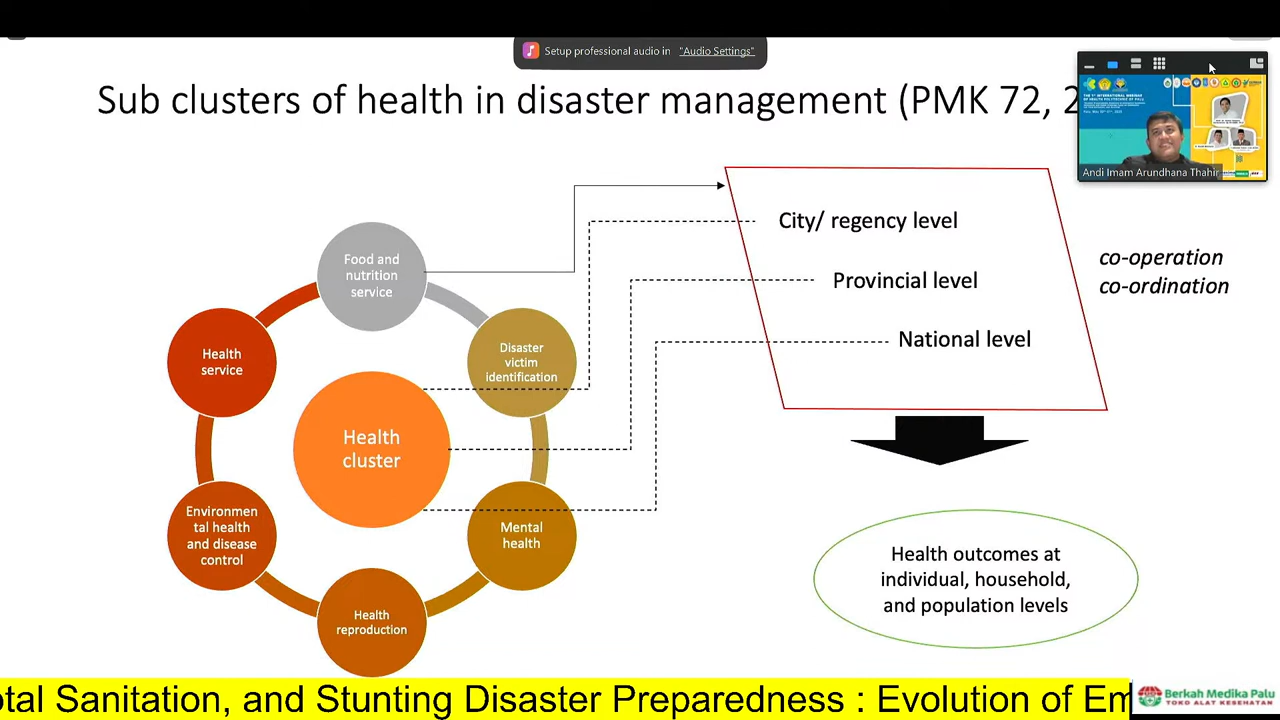 Setup professional audio in "Audio Settings"
Sub clusters of health in disaster management (PMK 72, 2
Andi Imam Arundhana Thahir
City/ regency level
Provincial level
National level
co-operation
co-ordination
Food and
nutrition
service
Disaster
victim
identification
Mental
health
Health
reproduction
Environmen
tal health
and disease
control
Health
service
Health
cluster
Health outcomes at
individual, household,
and population levels
otal Sanitation, and Stunting Disaster Preparedness : Evolution of Em
Berkah Medika Palu
TOKO ALAT KESEHATAN